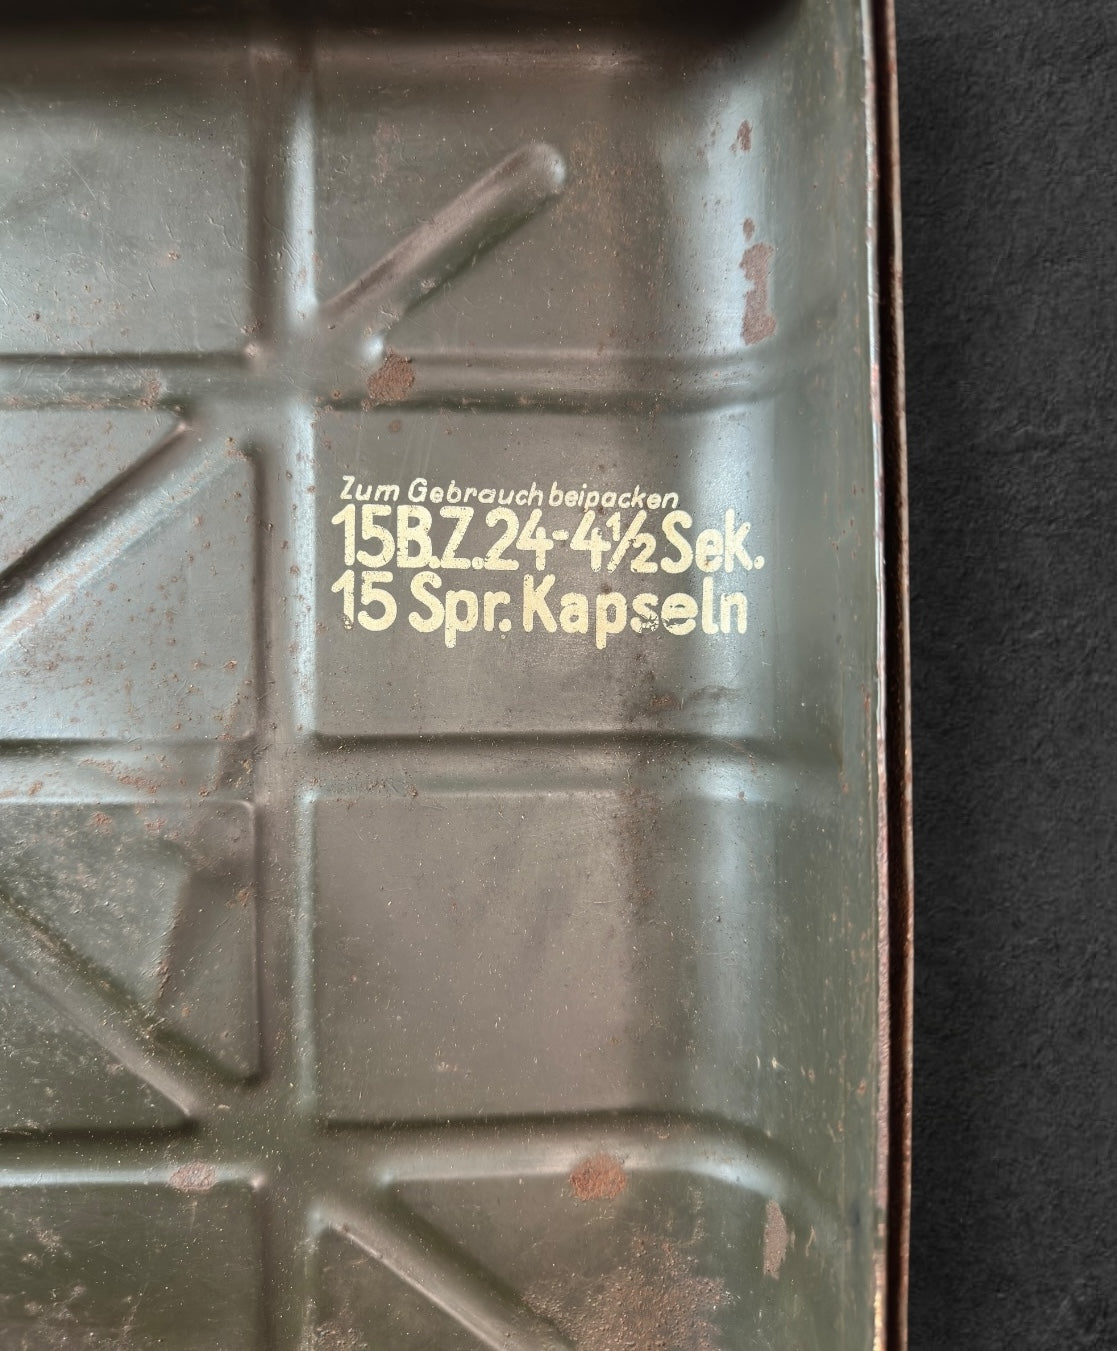 Zum Gebrauch beipacken
15B.Z.24-4½Sek.
15 Spr. Kapseln